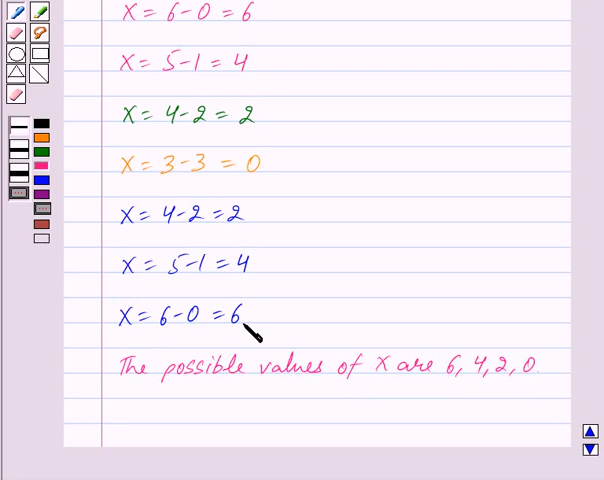 X = 6-0 = 6
X = 5-1 = 4
X = 4-2 = 2
X = 3-3 = 0
X = 4-2 = 2
X = 5-1 = 4
X = 6-0 = 6
The possible values of X are 6, 4, 2, 0.